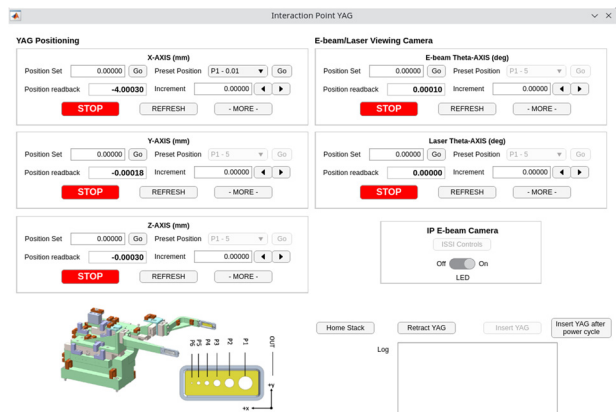 Interaction Point YAG
YAG Positioning
X-AXIS (mm)
Position Set 0.00000 Go Preset Position P1 - 0.01 Go
Position readback -4.00030 Increment 0.00000
STOP REFRESH - MORE -
Y-AXIS (mm)
Position Set 0.00000 Go Preset Position P1 - 5 Go
Position readback -0.00018 Increment 0.00000
STOP REFRESH - MORE -
Z-AXIS (mm)
Position Set 0.00000 Go Preset Position P1 - 5 Go
Position readback -0.00030 Increment 0.00000
STOP REFRESH - MORE -
E-beam/Laser Viewing Camera
E-beam Theta-AXIS (deg)
Position Set 0.00000 Go Preset Position P1 - 5 Go
Position readback 0.00010 Increment 0.00000
STOP REFRESH - MORE -
Laser Theta-AXIS (deg)
Position Set 0.00000 Go Preset Position P1 - 5 Go
Position readback 0.00000 Increment 0.00000
STOP REFRESH - MORE -
IP E-beam Camera
ISSI Controls
Off On
LED
P6 P5 P4 P3 P2 P1 OUT
+y
+x
Home Stack Retract YAG Insert YAG Insert YAG after
power cycle
Log